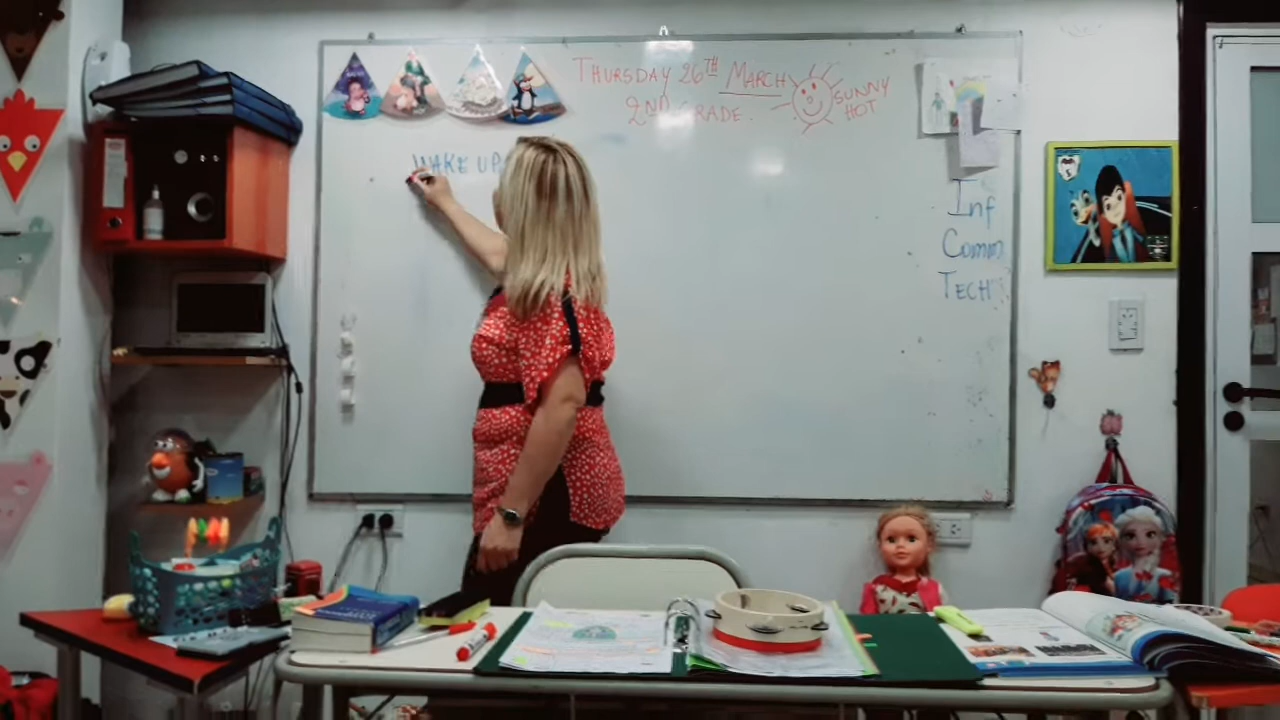 THURSDAY 26TH MARCH
2ND GRADE.
SUNNY
HOT
WAKE UP
Inf
Comm
TECH